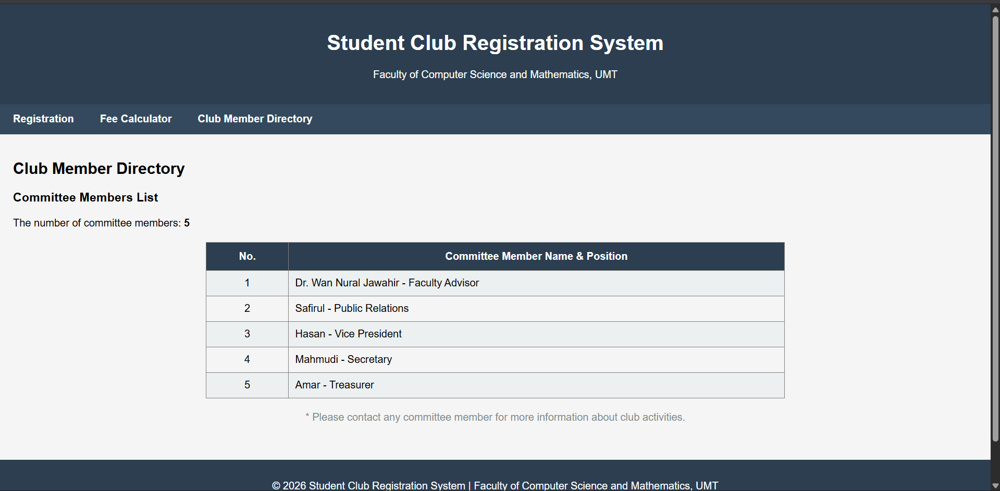 Student Club Registration System
Faculty of Computer Science and Mathematics, UMT
Registration Fee Calculator Club Member Directory
Club Member Directory
Committee Members List
The number of committee members: 5
No. Committee Member Name & Position
1 Dr. Wan Nural Jawahir - Faculty Advisor
2 Safirul - Public Relations
3 Hasan - Vice President
4 Mahmudi - Secretary
5 Amar - Treasurer
* Please contact any committee member for more information about club activities.
© 2026 Student Club Registration System | Faculty of Computer Science and Mathematics, UMT